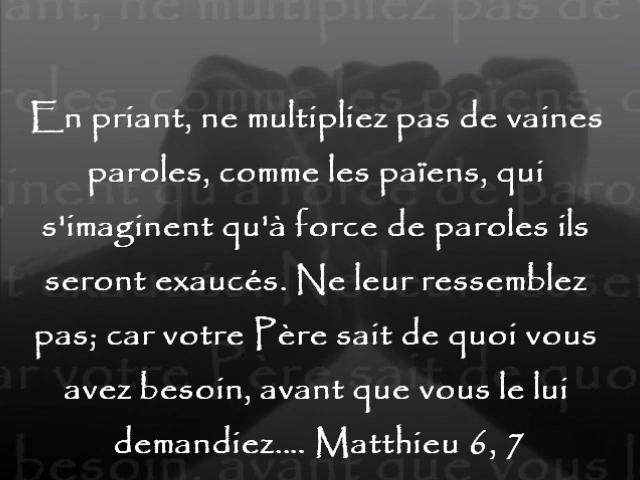 En priant, ne multipliez pas de vaines
paroles, comme les païens, qui
s'imaginent qu'à force de paroles ils
seront exaucés. Ne leur ressemblez
pas; car votre Père sait de quoi vous
avez besoin, avant que vous le lui
demandiez.... Matthieu 6, 7